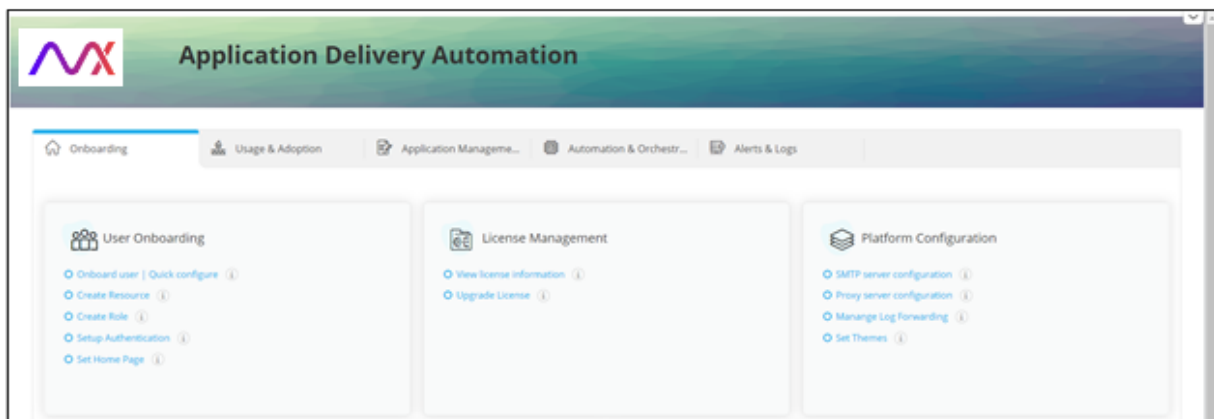 Application Delivery Automation
Onboarding
Usage & Adoption
Application Manageme...
Automation & Orchestr...
Alerts & Logs
User Onboarding
Onboard user | Quick configure
Create Resource
Create Role
Setup Authentication
Set Home Page
License Management
View license information
Upgrade License
Platform Configuration
SMTP server configuration
Proxy server configuration
Manange Log Forwarding
Set Themes